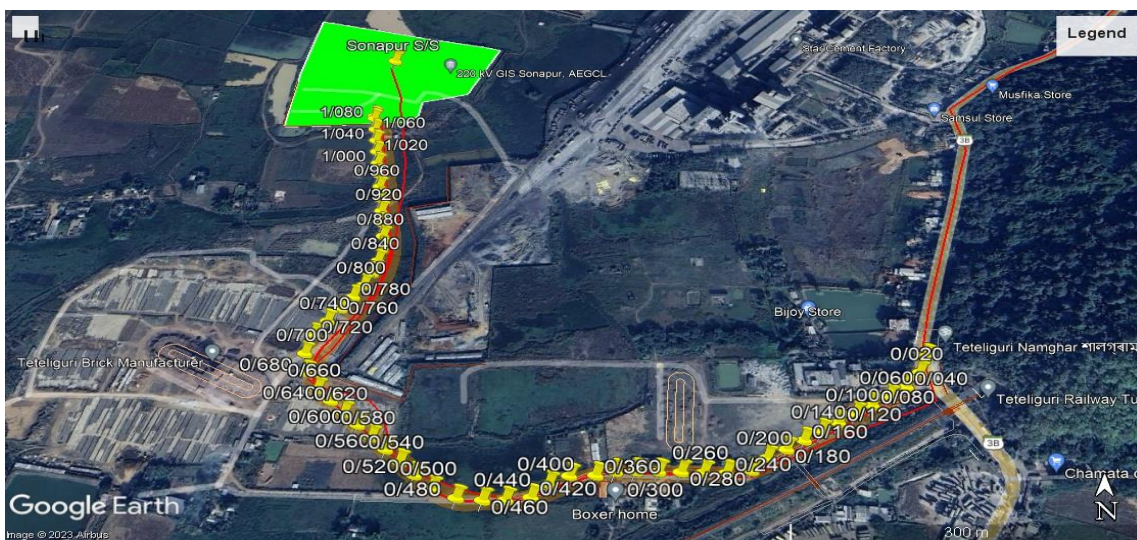 Legend
Sonapur S/S
220 kV GIS Sonapur, AEGCL
Star Cement Factory
Musfika Store
Samsul Store
3B
1/080
1/060
1/040
1/020
1/000
0/960
0/920
0/880
0/840
0/800
0/780
0/740
0/760
0/720
0/700
0/680
0/660
0/640
0/620
0/600
0/580
0/560
0/540
0/520
0/500
0/480
0/440
0/460
0/400
0/420
0/360
0/300
0/260
0/280
0/240
0/200
0/180
0/160
0/140
0/120
0/100
0/080
0/060
0/040
0/020
Teteliguri Brick Manufacturer
Bijoy Store
Teteliguri Namghar শালগ্ৰাম
Teteliguri Railway Tu
3B
Chamata
Boxer home
Google Earth
Image © 2023 Airbus
300 m
N